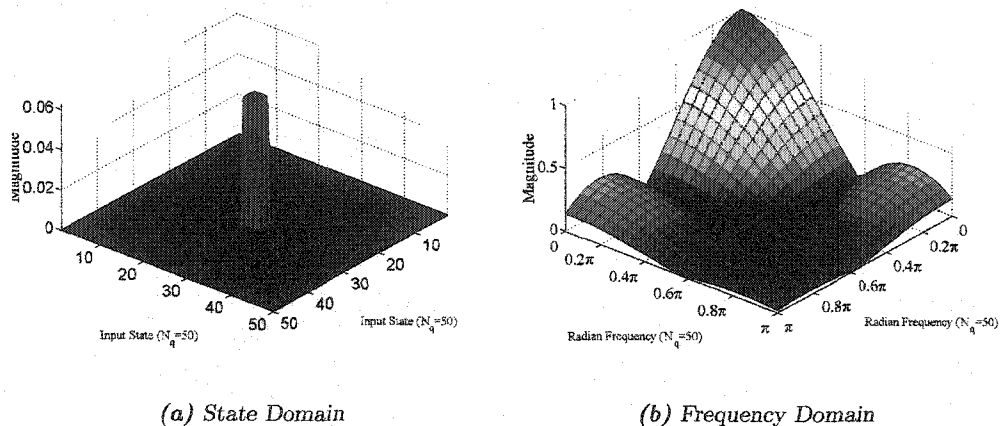 0.06
0.04
0.02
0
Magnitude
10
20
30
40
50
50
40
30
20
10
Input State (N_q=50)
Input State (N_q=50)
(a) State Domain
1
0.5
0
Magnitude
0
0.2π
0.4π
0.6π
0.8π
π
π
0.8π
0.6π
0.4π
0.2π
0
Radian Frequency (N_q=50)
Radian Frequency (N_q=50)
(b) Frequency Domain